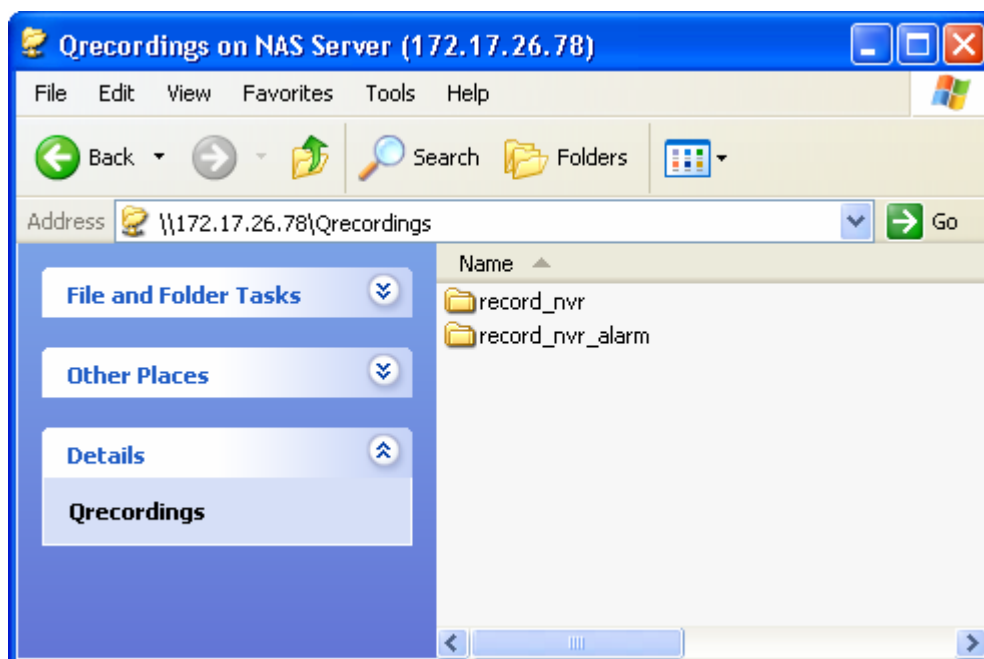 Qrecordings on NAS Server (172.17.26.78)
File Edit View Favorites Tools Help
Back Search Folders
Address \\172.17.26.78\Qrecordings Go
Name
File and Folder Tasks
record_nvr
record_nvr_alarm
Other Places
Details
Qrecordings